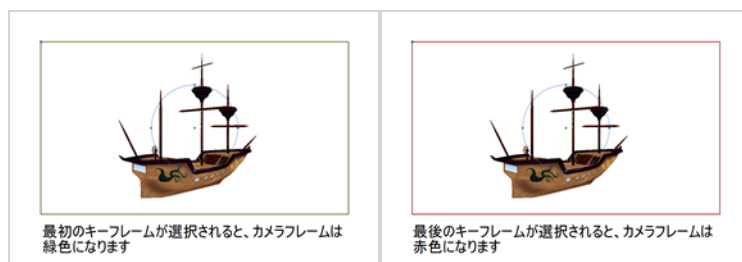 最初のキーフレームが選択されると、カメラフレームは
緑色になります
最後のキーフレームが選択されると、カメラフレームは
赤色になります